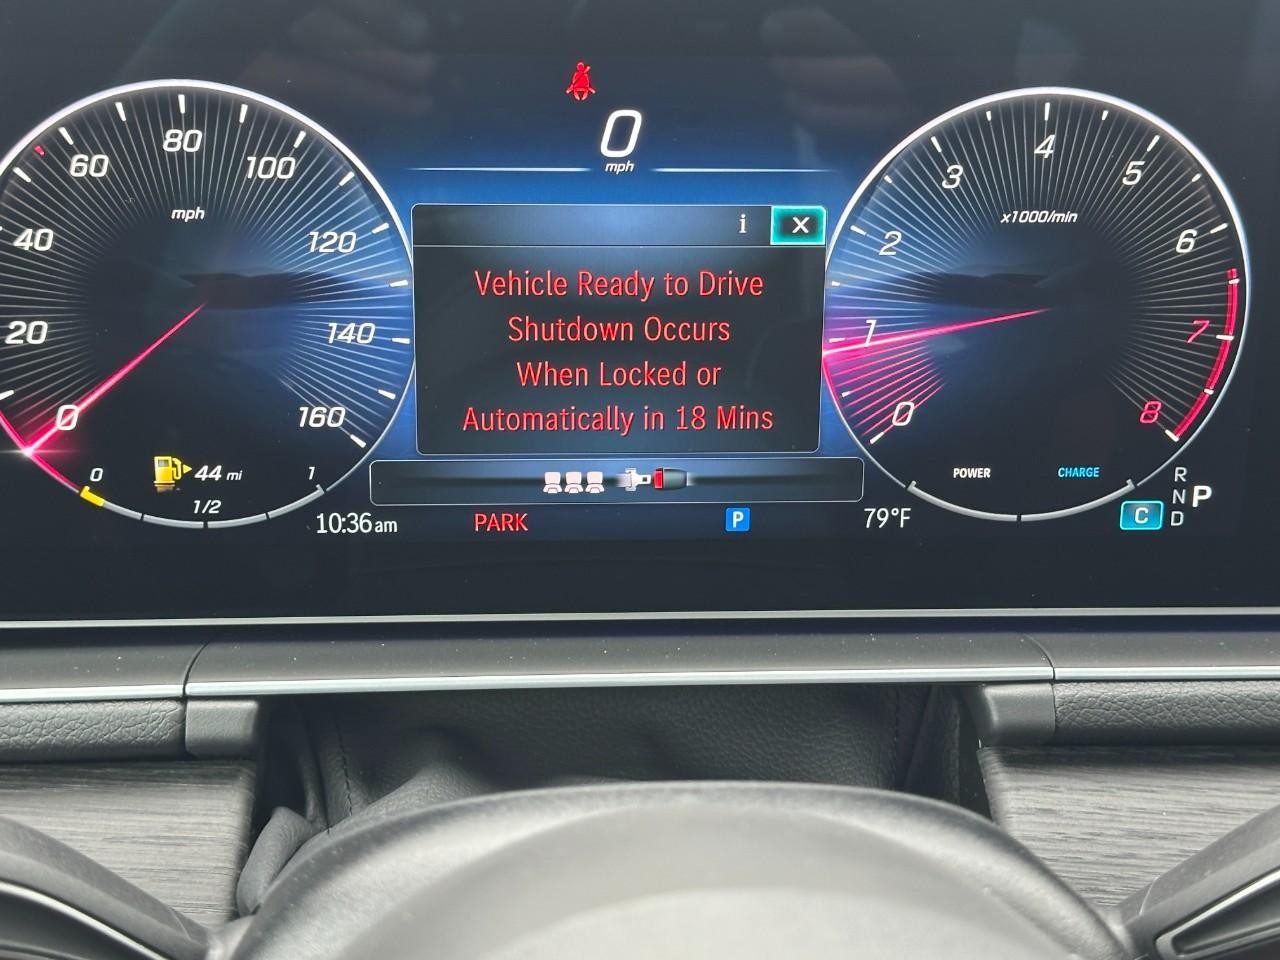 0
mph
80
60
100
mph
40
120
20
140
0
160
0
44 mi
1
1/2
i
X
Vehicle Ready to Drive
Shutdown Occurs
When Locked or
Automatically in 18 Mins
4
3
5
x1000/min
2
6
1
7
0
8
POWER
CHARGE
R
N
P
C
D
10:36am
PARK
P
79°F